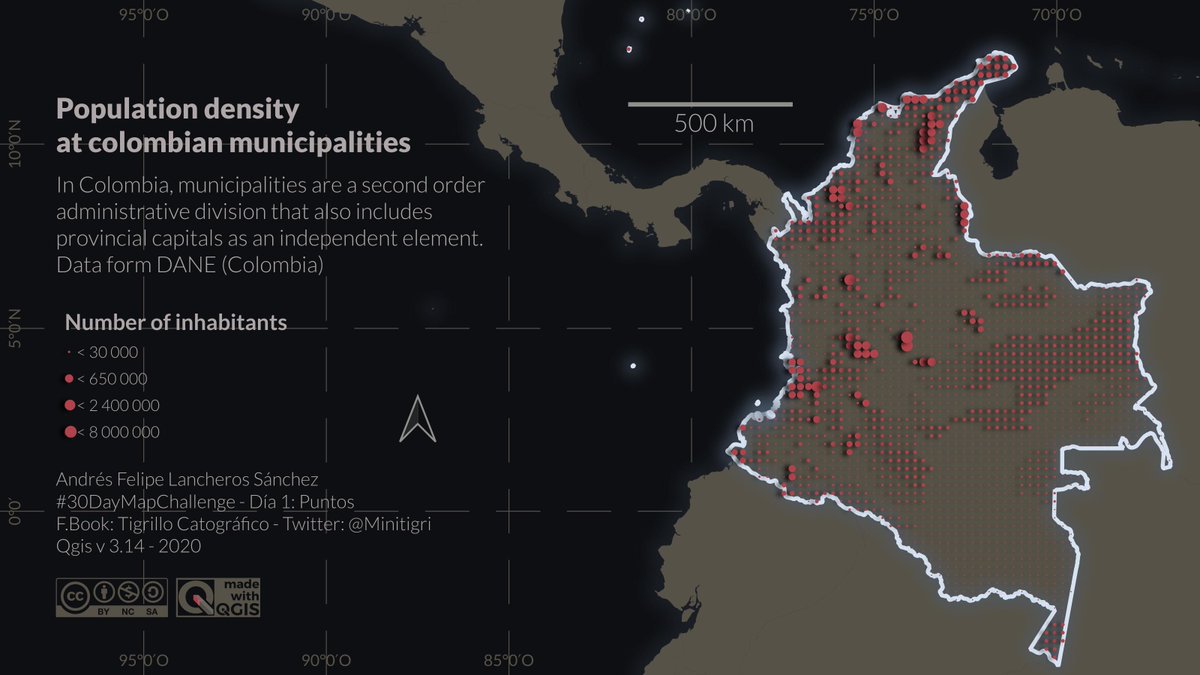 95°0′O
90°0′O
80°0′O
75°0′O
70°0′O
10°0′N
5°0′N
0°0′
Population density
at colombian municipalities
In Colombia, municipalities are a second order
administrative division that also includes
provincial capitals as an independent element.
Data form DANE (Colombia)
500 km
Number of inhabitants
< 30 000
< 650 000
< 2 400 000
< 8 000 000
Andrés Felipe Lancheros Sánchez
#30DayMapChallenge - Día 1: Puntos
F.Book: Tigrillo Catográfico - Twitter: @Minitigri
Qgis v 3.14 - 2020
cc
BY NC SA
made
with
QGIS
95°0′O
90°0′O
85°0′O